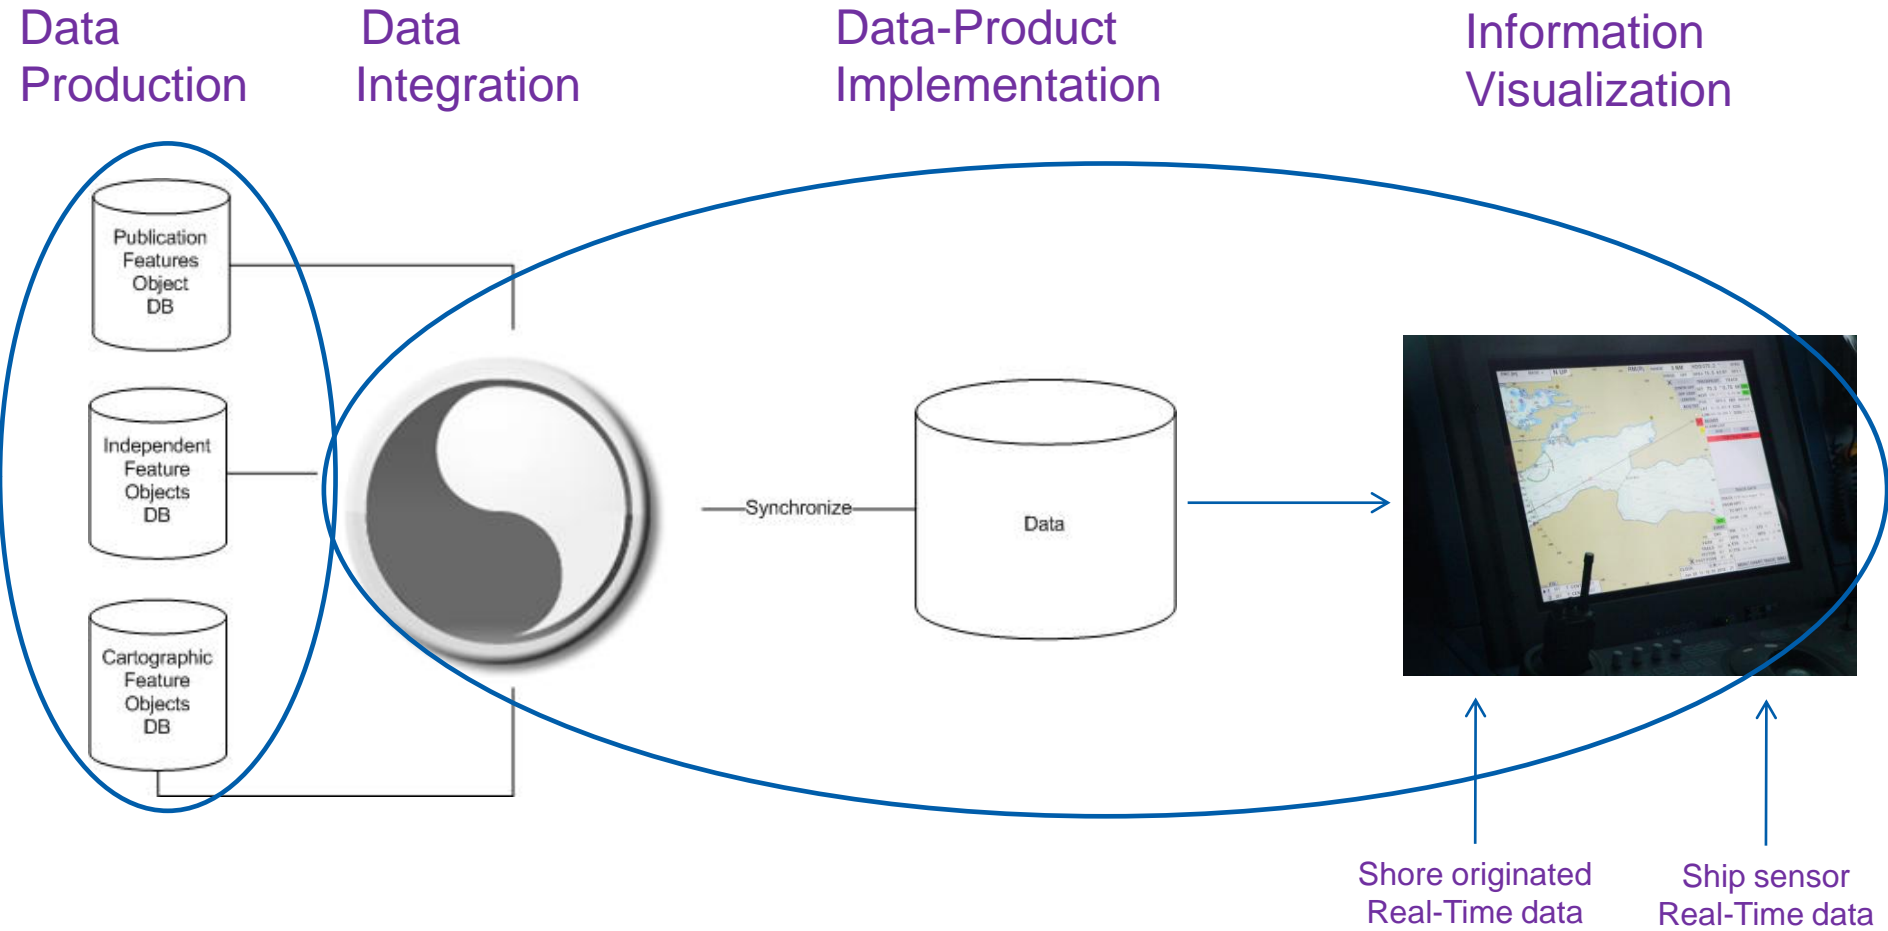 Data
Production
Data
Integration
Data-Product
Implementation
Information
Visualization
Publication
Features
Object
DB
Independent
Feature
Objects
DB
Cartographic
Feature
Objects
DB
Synchronize
Data
N UP
Shore originated
Real-Time data
Ship sensor
Real-Time data